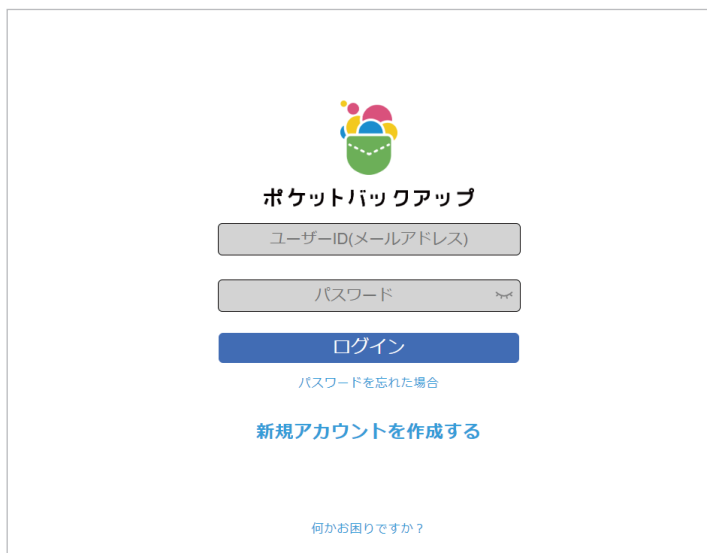 ポケットバックアップ
ユーザーID(メールアドレス)
パスワード
ログイン
パスワードを忘れた場合
新規アカウントを作成する
何かお困りですか？